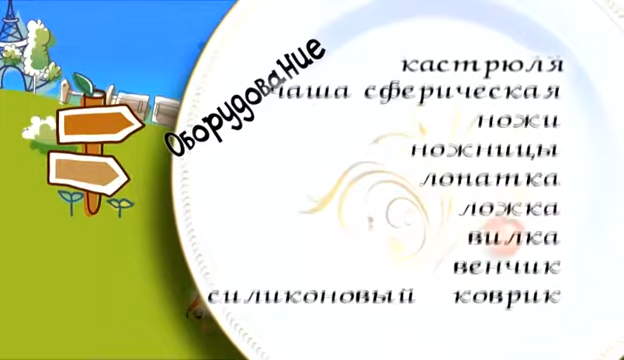 Оборудование
кастрюля
чаша сферическая
ножи
ножницы
лопатка
ложка
вилка
венчик
силиконовый коврик